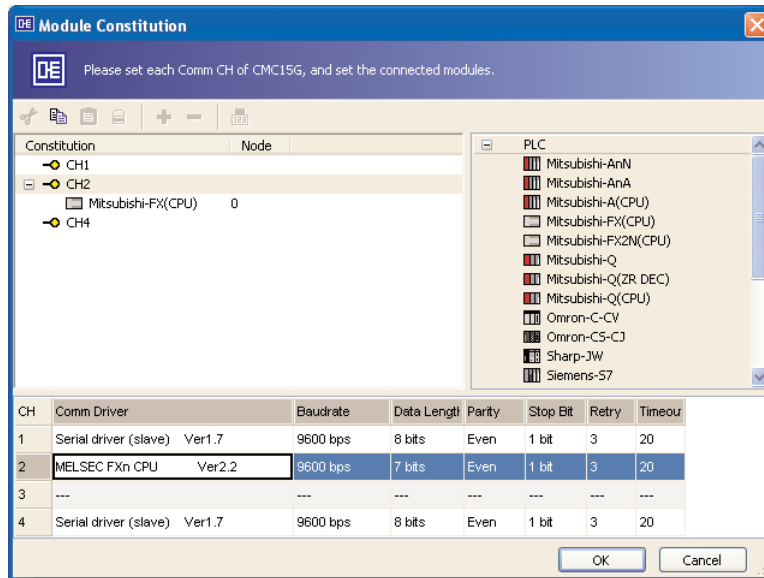 Module Constitution
Please set each Comm CH of CMC15G, and set the connected modules.
Constitution Node
CH1
CH2
Mitsubishi-FX(CPU) 0
CH4
PLC
Mitsubishi-AnN
Mitsubishi-AnA
Mitsubishi-A(CPU)
Mitsubishi-FX(CPU)
Mitsubishi-FX2N(CPU)
Mitsubishi-Q
Mitsubishi-Q(ZR DEC)
Mitsubishi-Q(CPU)
Omron-C-CV
Omron-CS-CJ
Sharp-JW
Siemens-S7
CH Comm Driver Baudrate Data Length Parity Stop Bit Retry Timeou
1 Serial driver (slave) Ver1.7 9600 bps 8 bits Even 1 bit 3 20
2 MELSEC FXn CPU Ver2.2 9600 bps 7 bits Even 1 bit 3 20
3 --- --- --- --- --- --- ---
4 Serial driver (slave) Ver1.7 9600 bps 8 bits Even 1 bit 3 20
OK Cancel